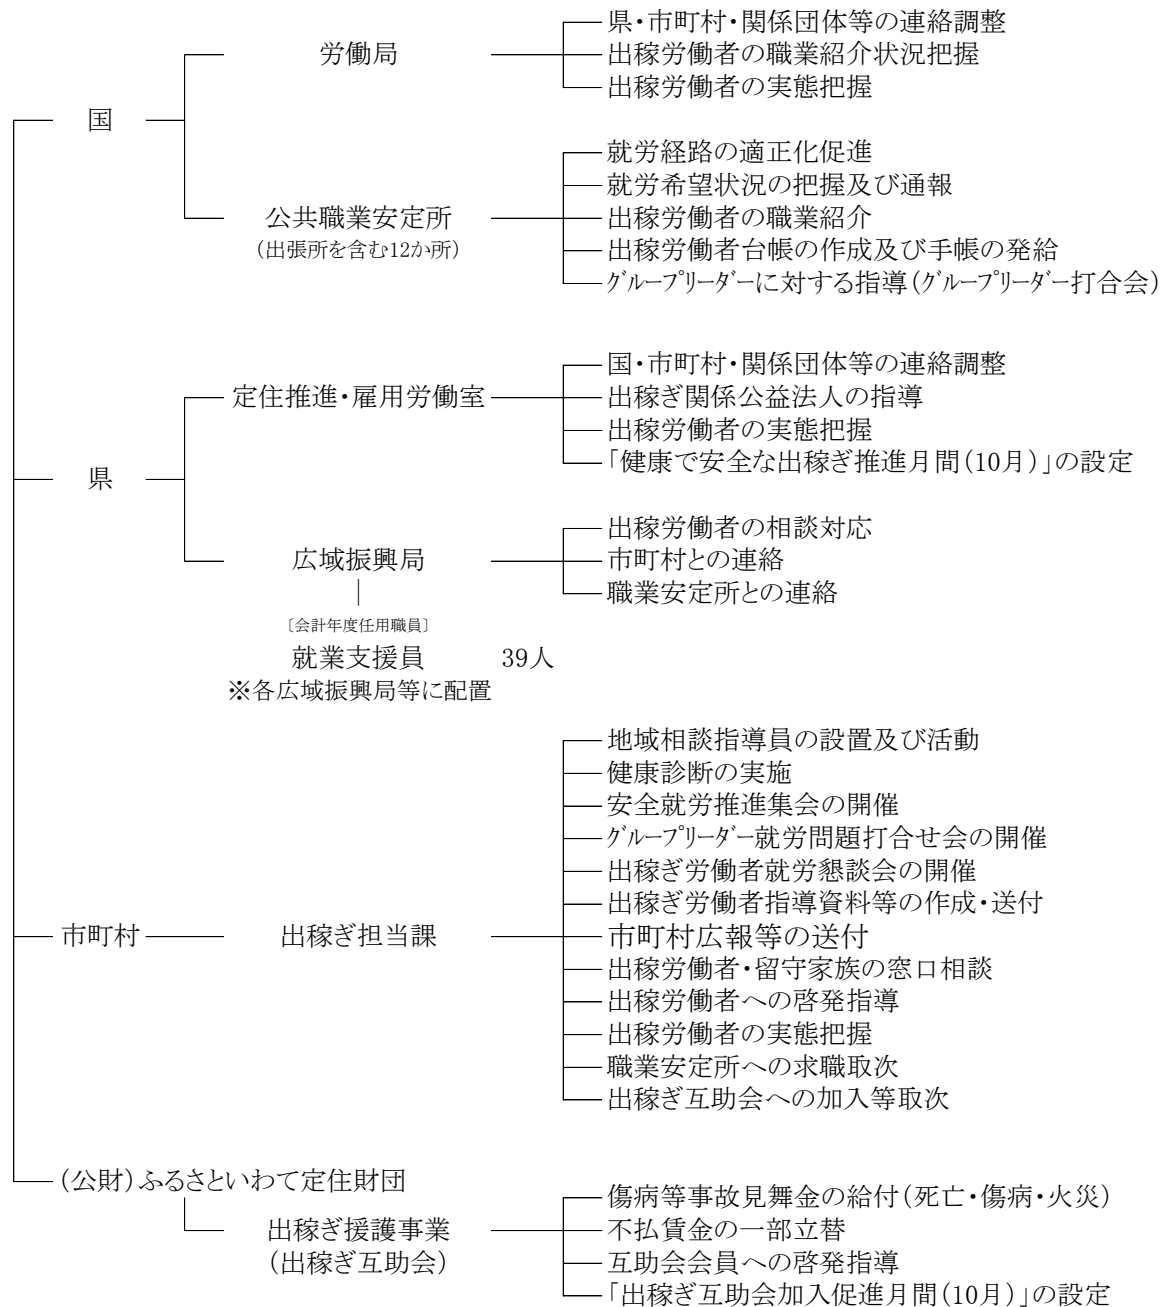 国
労働局
県・市町村・関係団体等の連絡調整
出稼労働者の職業紹介状況把握
出稼労働者の実態把握
公共職業安定所
(出張所を含む12か所)
就労経路の適正化促進
就労希望状況の把握及び通報
出稼労働者の職業紹介
出稼労働者台帳の作成及び手帳の発給
ｸﾞﾙｰﾌﾟﾘｰﾀﾞｰに対する指導(ｸﾞﾙｰﾌﾟﾘｰﾀﾞｰ打合会)
県
定住推進・雇用労働室
国・市町村・関係団体等の連絡調整
出稼ぎ関係公益法人の指導
出稼労働者の実態把握
「健康で安全な出稼ぎ推進月間(10月)」の設定
広域振興局
出稼労働者の相談対応
市町村との連絡
職業安定所との連絡
〔会計年度任用職員〕
就業支援員 39人
※各広域振興局等に配置
市町村
出稼ぎ担当課
地域相談指導員の設置及び活動
健康診断の実施
安全就労推進集会の開催
ｸﾞﾙｰﾌﾟﾘｰﾀﾞｰ就労問題打合せ会の開催
出稼ぎ労働者就労懇談会の開催
出稼ぎ労働者指導資料等の作成・送付
市町村広報等の送付
出稼労働者・留守家族の窓口相談
出稼労働者への啓発指導
出稼労働者の実態把握
職業安定所への求職取次
出稼ぎ互助会への加入等取次
(公財)ふるさといわて定住財団
出稼ぎ援護事業
(出稼ぎ互助会)
傷病等事故見舞金の給付(死亡・傷病・火災)
不払賃金の一部立替
互助会会員への啓発指導
「出稼ぎ互助会加入促進月間(10月)」の設定